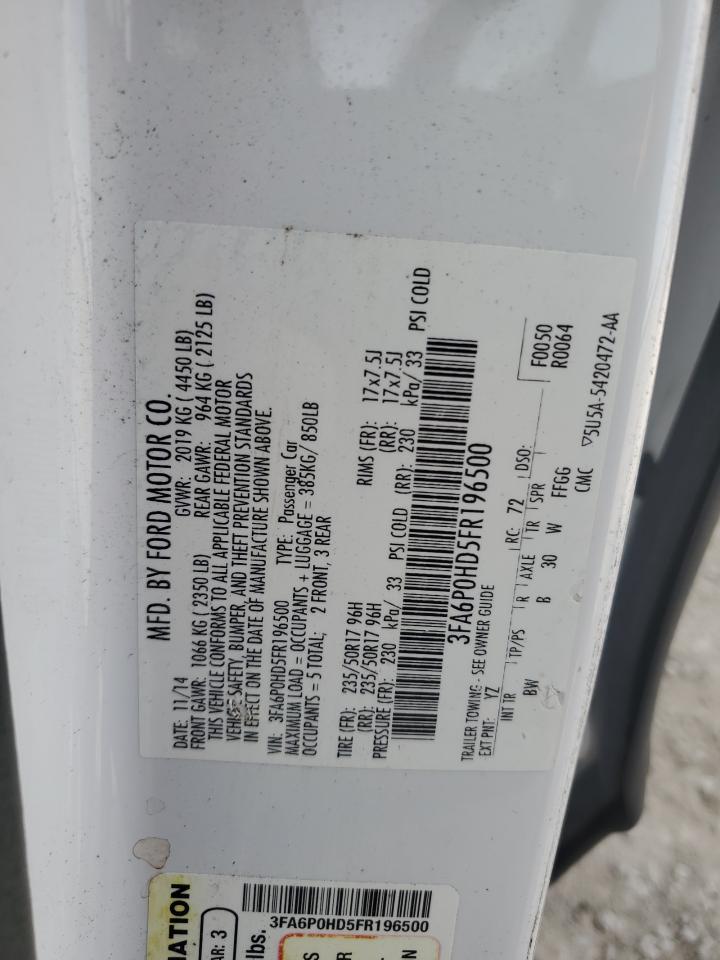 MFD. BY FORD MOTOR CO.
DATE: 11/14 GVWR: 2019 KG ( 4450 LB)
FRONT GAWR: 1066 KG ( 2350 LB) REAR GAWR: 964 KG ( 2125 LB)
THIS VEHICLE CONFORMS TO ALL APPLICABLE FEDERAL MOTOR
VEHICLE SAFETY, BUMPER, AND THEFT PREVENTION STANDARDS
IN EFFECT ON THE DATE OF MANUFACTURE SHOWN ABOVE.
VIN: 3FA6P0HD5FR196500 TYPE: Passenger Car
MAXIMUM LOAD = OCCUPANTS + LUGGAGE = 385KG/ 850LB
OCCUPANTS = 5 TOTAL; 2 FRONT, 3 REAR
TIRE (FR): 235/50R17 96H RIMS (FR): 17x7.5J
(RR): 235/50R17 96H (RR): 17x7.5J
PRESSURE (FR): 230 kPa/ 33 PSI COLD (RR): 230 kPa/ 33 PSI COLD
3FA6P0HD5FR196500
TRAILER TOWING - SEE OWNER GUIDE
EXT PNT: YZ RC: 72 DSO:
F0050
R0064
INT TR TP/PS R AXLE TR SPR
BW B 30 W FFGG
CMC
▽5U5A-5420472-AA
3FA6P0HD5FR196500
AR: 3
lbs.